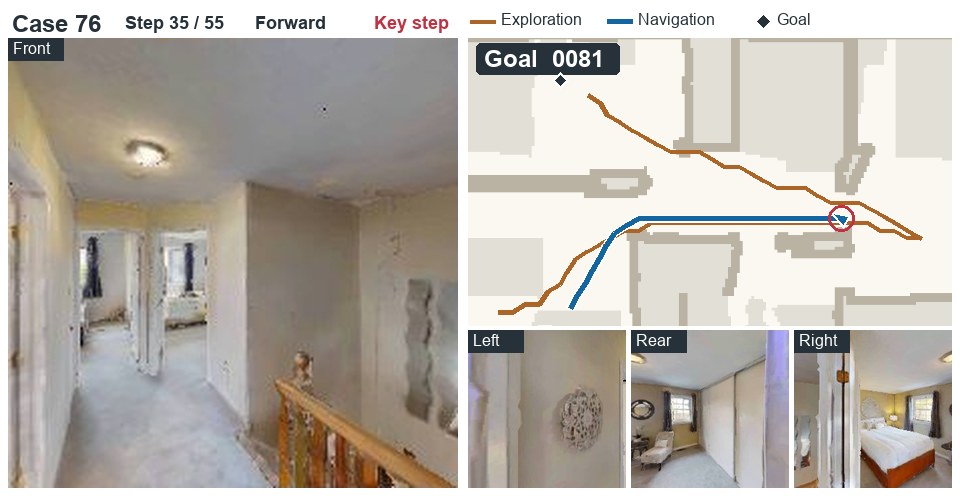 Case 76 Step 35 / 55 Forward Key step
Exploration Navigation Goal
Front
Goal 0081
Left
Rear
Right